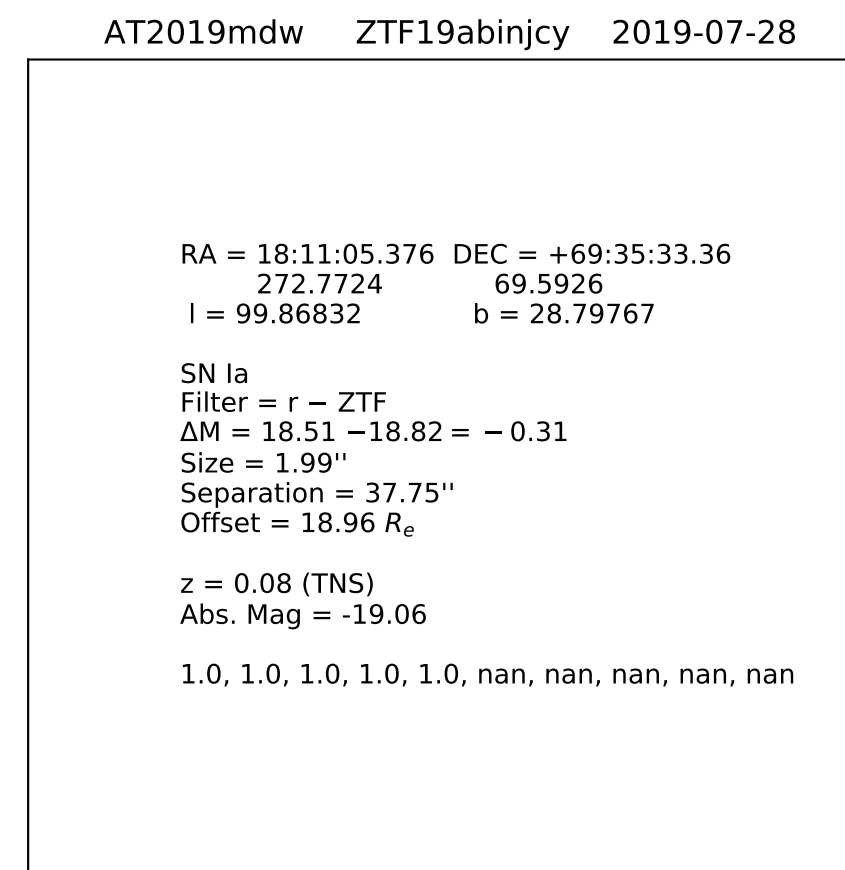 AT2019mdw ZTF19abinjcy 2019-07-28
RA = 18:11:05.376 DEC = +69:35:33.36
272.7724 69.5926
l = 99.86832 b = 28.79767
SN Ia
Filter = r − ZTF
ΔM = 18.51 −18.82 = − 0.31
Size = 1.99''
Separation = 37.75''
Offset = 18.96 Re
z = 0.08 (TNS)
Abs. Mag = -19.06
1.0, 1.0, 1.0, 1.0, 1.0, nan, nan, nan, nan, nan